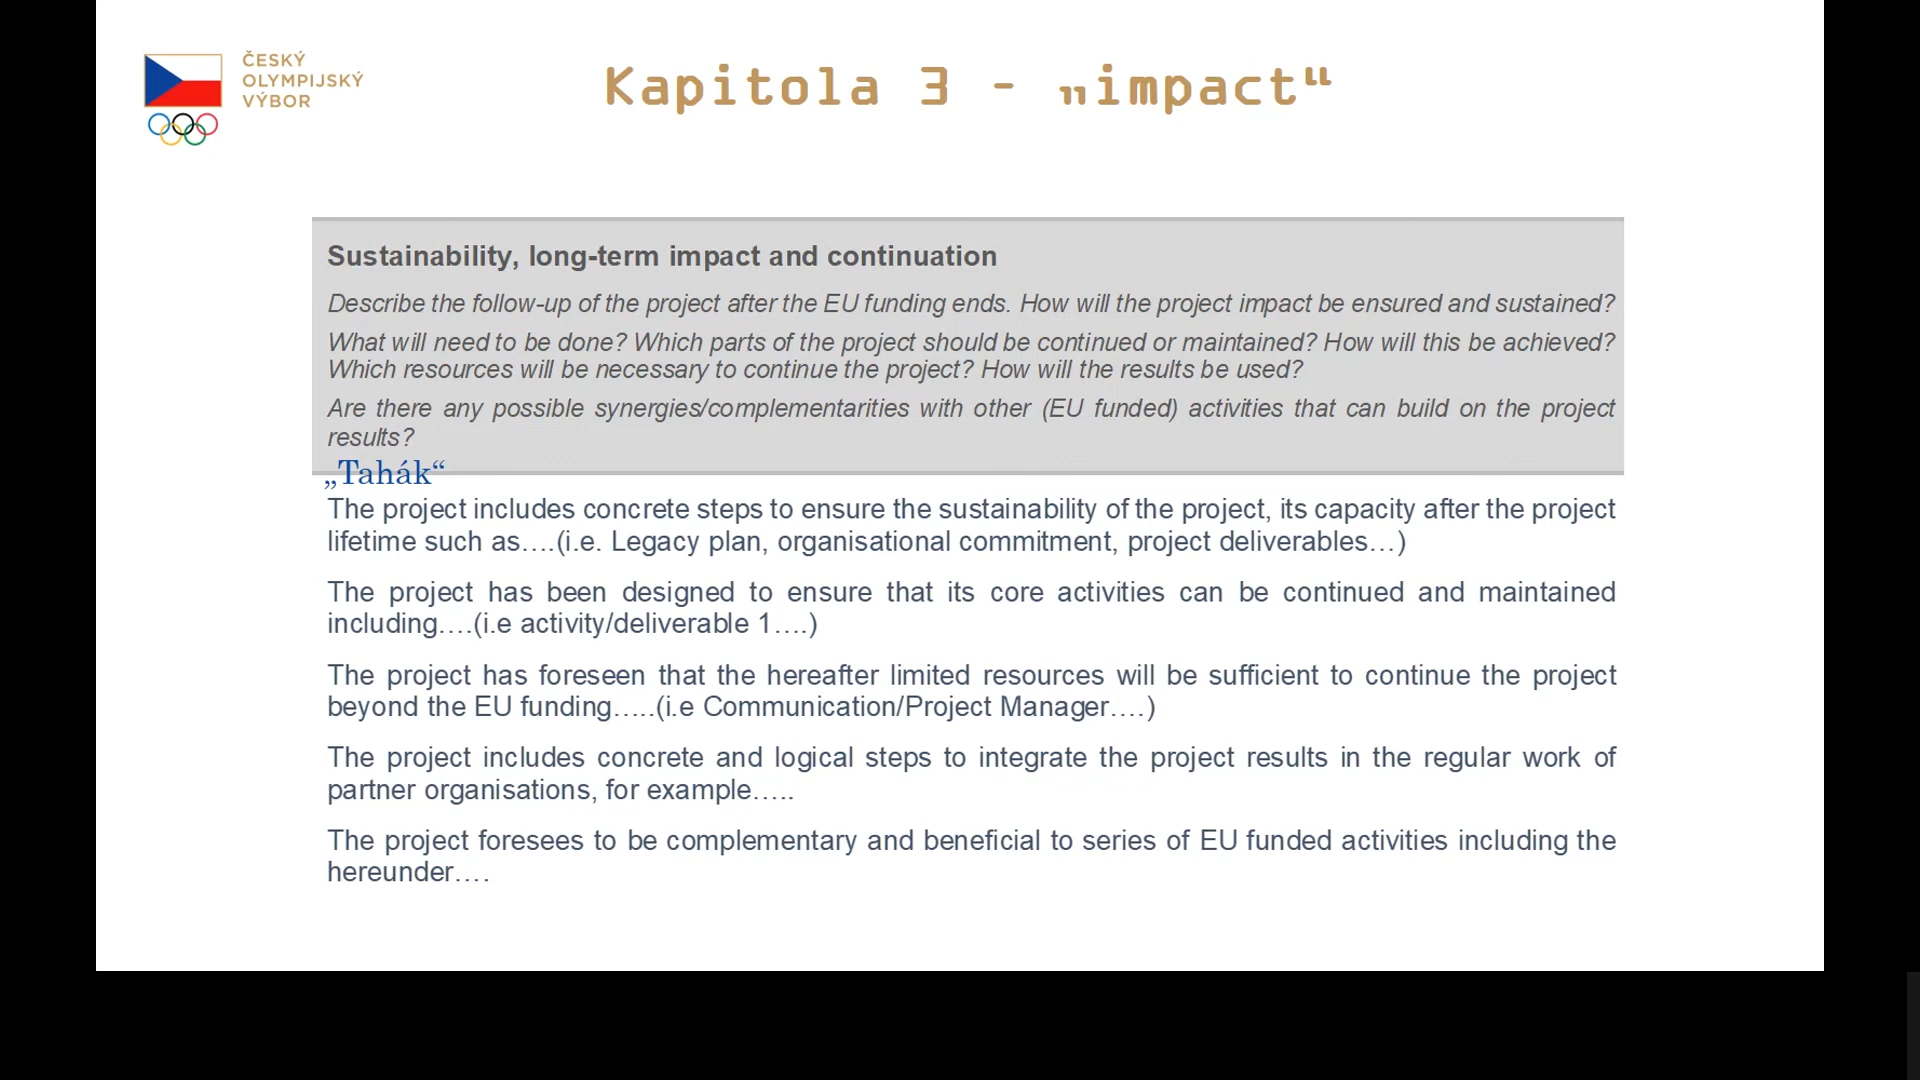 ČESKÝ
OLYMPIJSKÝ
VÝBOR
Kapitola 3 - „impact“
Sustainability, long-term impact and continuation
Describe the follow-up of the project after the EU funding ends. How will the project impact be ensured and sustained?
What will need to be done? Which parts of the project should be continued or maintained? How will this be achieved?
Which resources will be necessary to continue the project? How will the results be used?
Are there any possible synergies/complementarities with other (EU funded) activities that can build on the project
results?
„Tahák“
The project includes concrete steps to ensure the sustainability of the project, its capacity after the project
lifetime such as….(i.e. Legacy plan, organisational commitment, project deliverables…)
The project has been designed to ensure that its core activities can be continued and maintained
including….(i.e activity/deliverable 1….)
The project has foreseen that the hereafter limited resources will be sufficient to continue the project
beyond the EU funding…..(i.e Communication/Project Manager….)
The project includes concrete and logical steps to integrate the project results in the regular work of
partner organisations, for example…..
The project foresees to be complementary and beneficial to series of EU funded activities including the
hereunder….